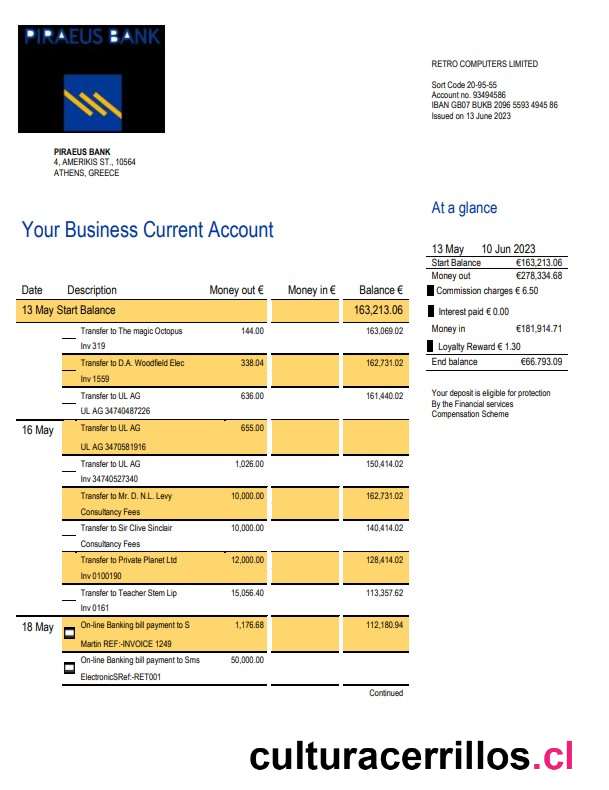 PIRAEUS BANK
RETRO COMPUTERS LIMITED
Sort Code 20-95-55
Account no. 93494586
IBAN GB07 BUKB 2096 5593 4945 86
Issued on 13 June 2023
PIRAEUS BANK
4, AMERIKIS ST., 10564
ATHENS, GREECE
At a glance
Your Business Current Account
13 May 10 Jun 2023
Start Balance €163,213.06
Money out €278,334.68
Commission charges € 6.50
Interest paid € 0.00
Money in €181,914.71
Loyalty Reward € 1.30
End balance €66.793.09
Your deposit is eligible for protection
By the Financial services
Compensation Scheme
Date Description Money out € Money in € Balance €
13 May Start Balance 163,213.06
Transfer to The magic Octopus 144.00 163,069.02
Inv 319
Transfer to D.A. Woodfield Elec 338.04 162,731.02
Inv 1559
Transfer to UL AG 636.00 161,440.02
UL AG 34740487226
16 May Transfer to UL AG 655.00
UL AG 3470581916
Transfer to UL AG 1,026.00 150,414.02
Inv 34740527340
Transfer to Mr. D. N.L. Levy 10,000.00 162,731.02
Consultancy Fees
Transfer to Sir Clive Sinclair 10,000.00 140,414.02
Consultancy Fees
Transfer to Private Planet Ltd 12,000.00 128,414.02
Inv 0100190
Transfer to Teacher Stem Lip 15,056.40 113,357.62
Inv 0161
18 May On-line Banking bill payment to S 1,176.68 112,180.94
Martin REF:-INVOICE 1249
On-line Banking bill payment to Sms 50,000.00
ElectronicSRef:-RET001
Continued
culturacerrillos.cl